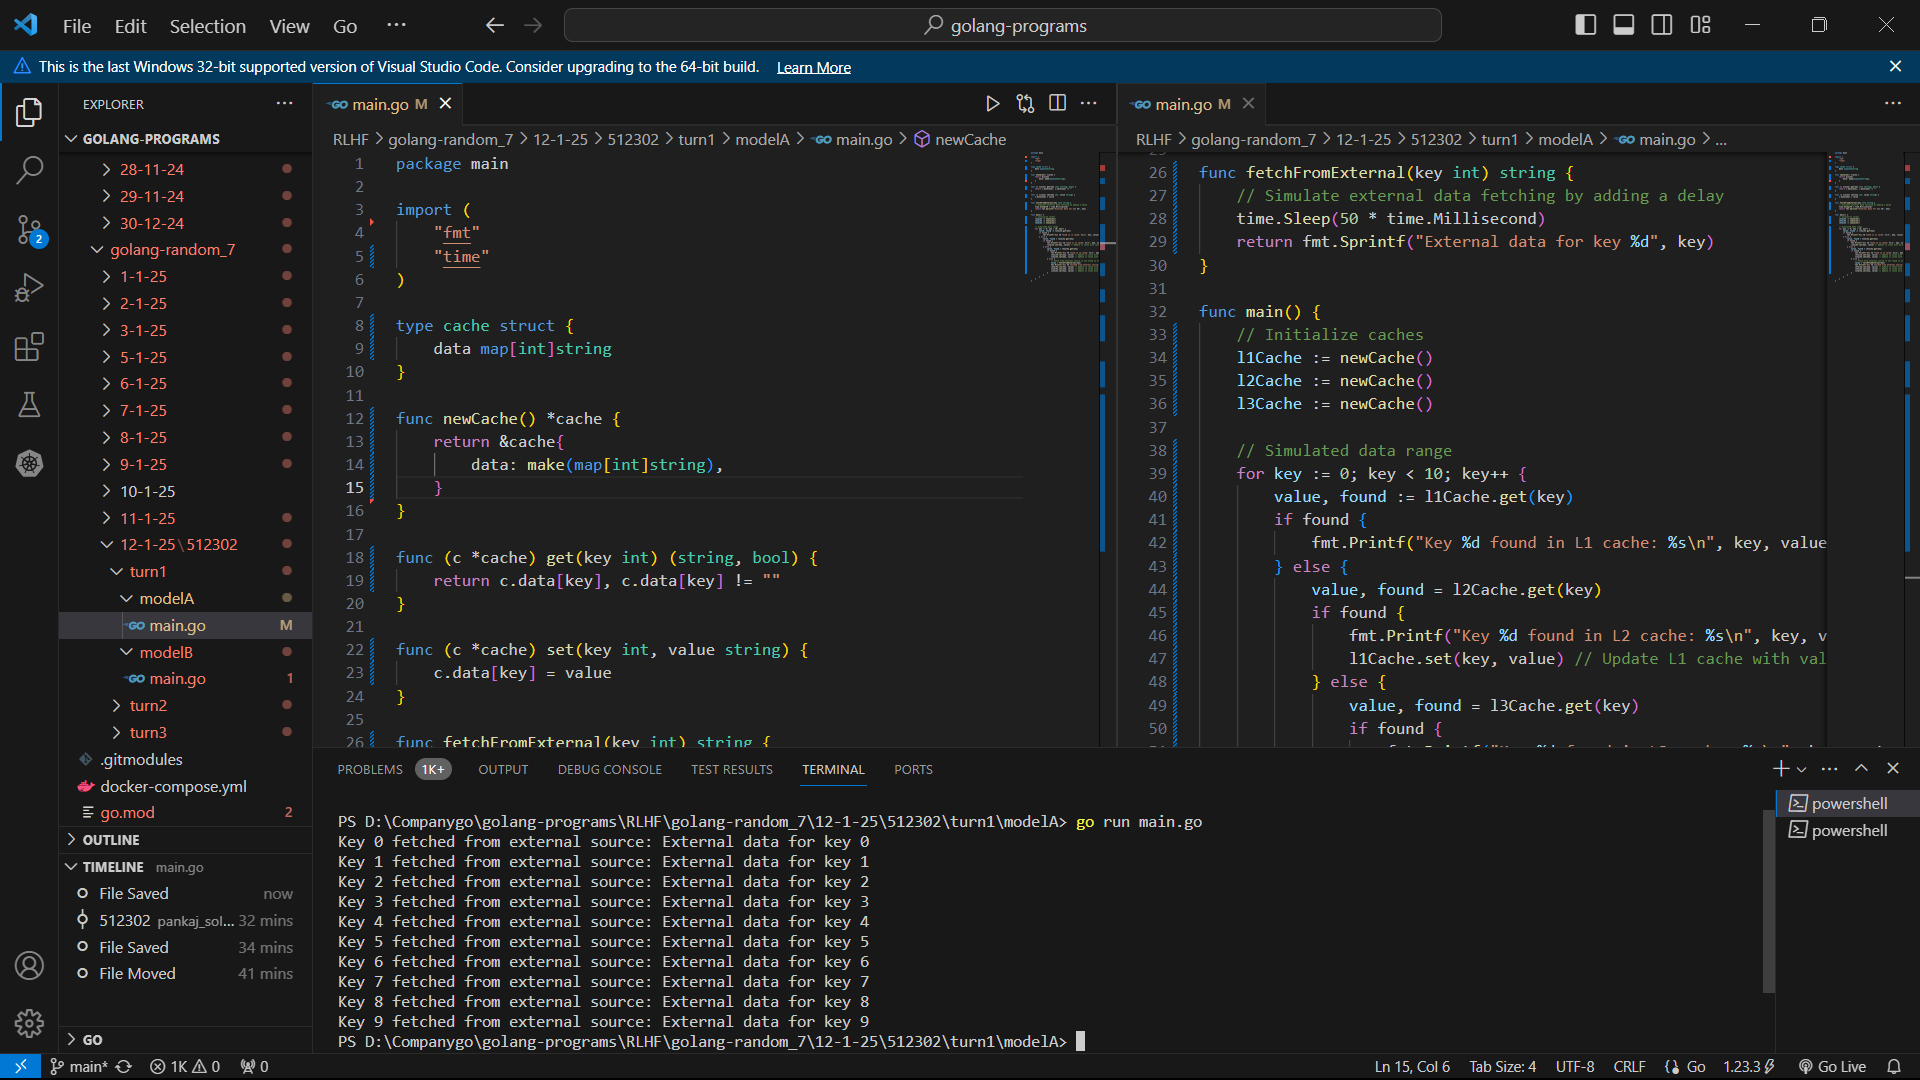 File Edit Selection View Go ··· golang-programs
This is the last Windows 32-bit supported version of Visual Studio Code. Consider upgrading to the 64-bit build. Learn More
EXPLORER
GOLANG-PROGRAMS
28-11-24
29-11-24
30-12-24
golang-random_7
1-1-25
2-1-25
3-1-25
5-1-25
6-1-25
7-1-25
8-1-25
9-1-25
10-1-25
11-1-25
12-1-25\512302
turn1
modelA
GO main.go M
modelB
GO main.go 1
turn2
turn3
.gitmodules
docker-compose.yml
go.mod 2
OUTLINE
TIMELINE main.go
File Saved now
512302 pankaj_sol... 32 mins
File Saved 34 mins
File Moved 41 mins
GO
GO main.go M
RLHF > golang-random_7 > 12-1-25 > 512302 > turn1 > modelA > GO main.go > newCache
1 package main
2
3 import (
4 "fmt"
5 "time"
6 )
7
8 type cache struct {
9 data map[int]string
10 }
11
12 func newCache() *cache {
13 return &cache{
14 data: make(map[int]string),
15 }
16 }
17
18 func (c *cache) get(key int) (string, bool) {
19 return c.data[key], c.data[key] != ""
20 }
21
22 func (c *cache) set(key int, value string) {
23 c.data[key] = value
24 }
25
26 func fetchFromExternal(key int) string {
GO main.go M
RLHF > golang-random_7 > 12-1-25 > 512302 > turn1 > modelA > GO main.go > ...
26 func fetchFromExternal(key int) string {
27 // Simulate external data fetching by adding a delay
28 time.Sleep(50 * time.Millisecond)
29 return fmt.Sprintf("External data for key %d", key)
30 }
31
32 func main() {
33 // Initialize caches
34 l1Cache := newCache()
35 l2Cache := newCache()
36 l3Cache := newCache()
37
38 // Simulated data range
39 for key := 0; key < 10; key++ {
40 value, found := l1Cache.get(key)
41 if found {
42 fmt.Printf("Key %d found in L1 cache: %s\n", key, value
43 } else {
44 value, found = l2Cache.get(key)
45 if found {
46 fmt.Printf("Key %d found in L2 cache: %s\n", key, v
47 l1Cache.set(key, value) // Update L1 cache with val
48 } else {
49 value, found = l3Cache.get(key)
50 if found {
PROBLEMS 1K+ OUTPUT DEBUG CONSOLE TEST RESULTS TERMINAL PORTS
PS D:\Companygo\golang-programs\RLHF\golang-random_7\12-1-25\512302\turn1\modelA> go run main.go
Key 0 fetched from external source: External data for key 0
Key 1 fetched from external source: External data for key 1
Key 2 fetched from external source: External data for key 2
Key 3 fetched from external source: External data for key 3
Key 4 fetched from external source: External data for key 4
Key 5 fetched from external source: External data for key 5
Key 6 fetched from external source: External data for key 6
Key 7 fetched from external source: External data for key 7
Key 8 fetched from external source: External data for key 8
Key 9 fetched from external source: External data for key 9
PS D:\Companygo\golang-programs\RLHF\golang-random_7\12-1-25\512302\turn1\modelA>
powershell
powershell
2
main* 1K 0 0 Ln 15, Col 6 Tab Size: 4 UTF-8 CRLF {} Go 1.23.3 Go Live